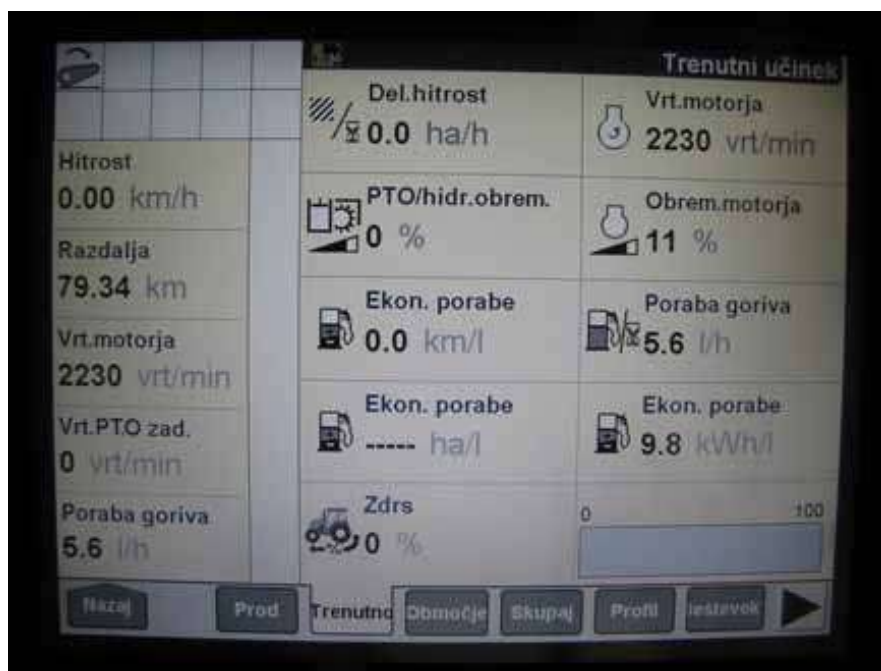 Trenutni učinek
Hitrost
0.00 km/h
Razdalja
79.34 km
Vrt.motorja
2230 vrt/min
Vrt.PTO zad.
0 vrt/min
Poraba goriva
5.6 l/h
Del.hitrost
0.0 ha/h
Vrt.motorja
2230 vrt/min
PTO/hidr.obrem.
0 %
Obrem.motorja
11 %
Ekon. porabe
0.0 km/l
Poraba goriva
5.6 l/h
Ekon. porabe
----- ha/l
Ekon. porabe
9.8 kWh/l
Zdrs
0 %
0 100
Nazaj Prod Trenutno Območje Skupaj Profil